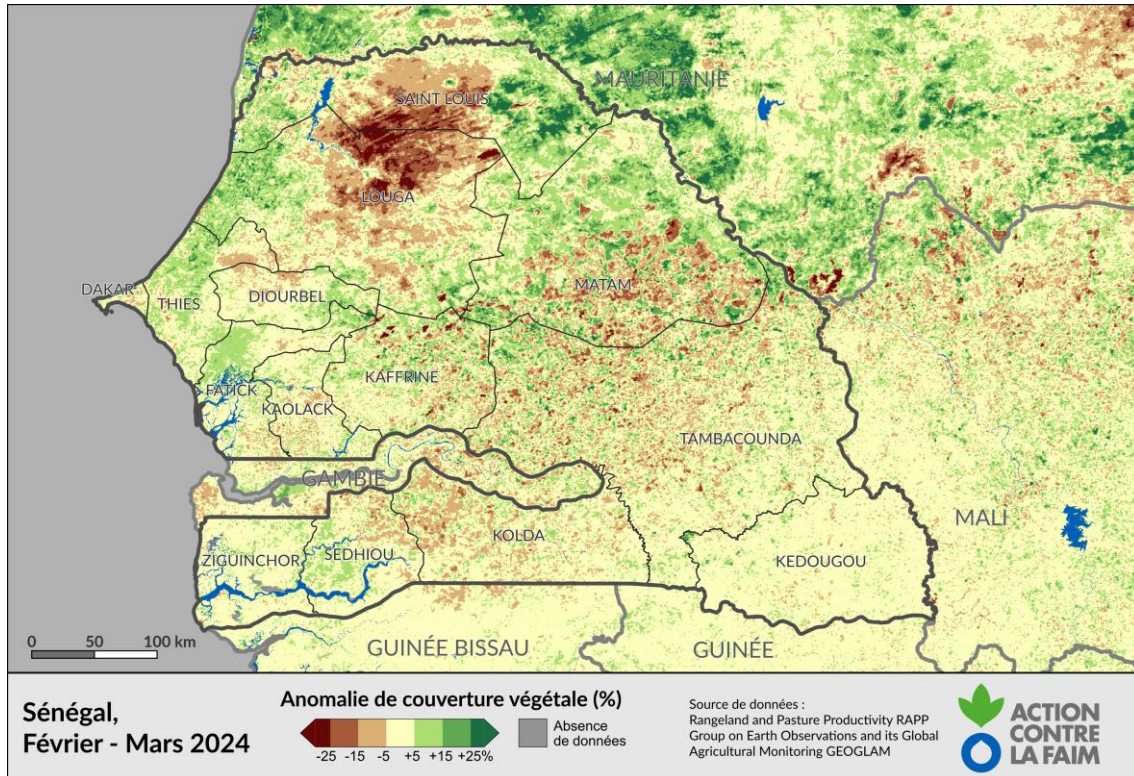 MAURITANIE
SAINT LOUIS
LOUGA
MATAM
DAKAR
THIES
DIOURBEL
FATICK
KAOLACK
KAFFRINE
TAMBACOUNDA
GAMBIE
MALI
ZIGUINCHOR
SEDHIOU
KOLDA
KEDOUGOU
GUINÉE BISSAU
GUINÉE
0 50 100 km
Sénégal,
Février - Mars 2024
Anomalie de couverture végétale (%)
-25 -15 -5 +5 +15 +25%
Absence
de données
Source de données :
Rangeland and Pasture Productivity RAPP
Group on Earth Observations and its Global
Agricultural Monitoring GEOGLAM
ACTION
CONTRE
LA FAIM